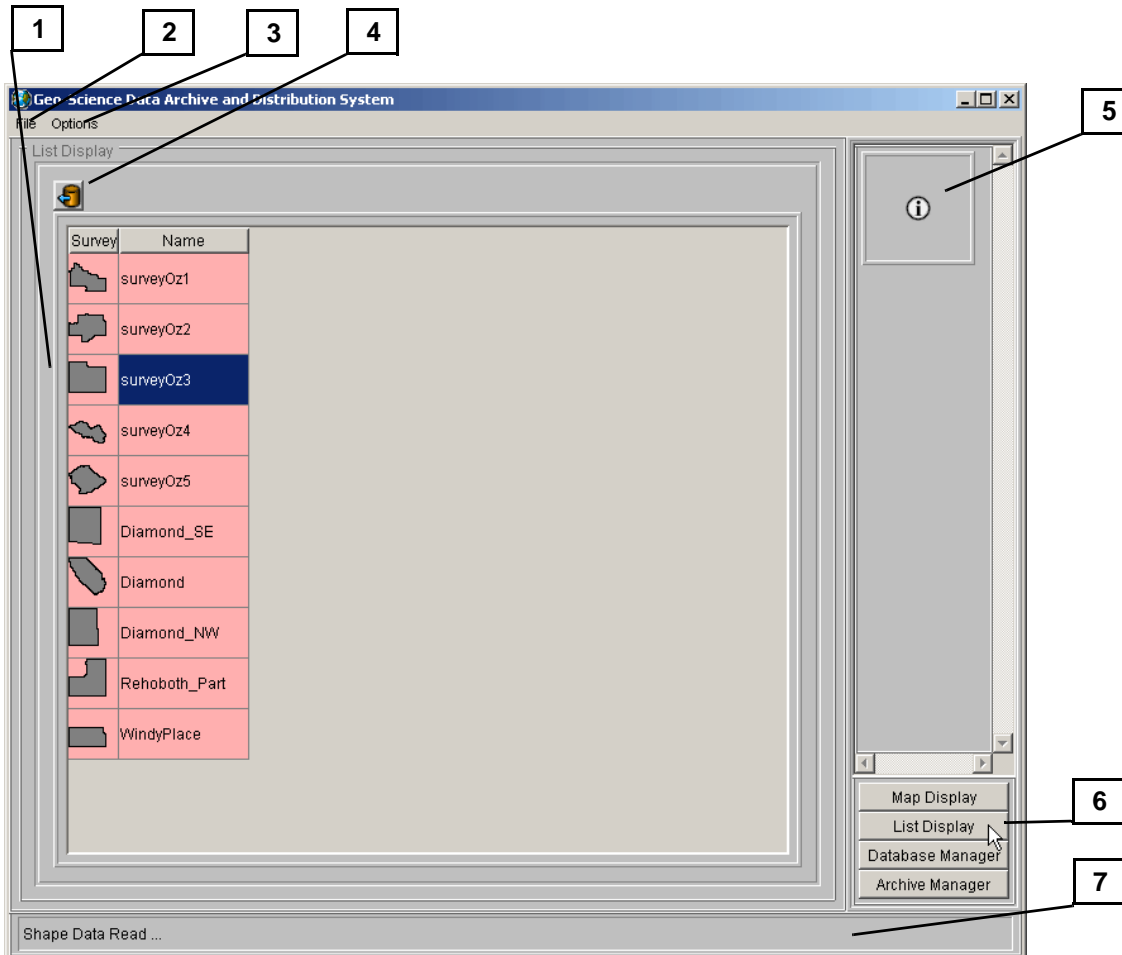 1
2
3
4
Geo-Science Data Archive and Distribution System
5
File Options
List Display
Survey Name
surveyOz1
surveyOz2
surveyOz3
surveyOz4
surveyOz5
Diamond_SE
Diamond
Diamond_NW
Rehoboth_Part
WindyPlace
Map Display
6
List Display
Database Manager
Archive Manager
7
Shape Data Read ...